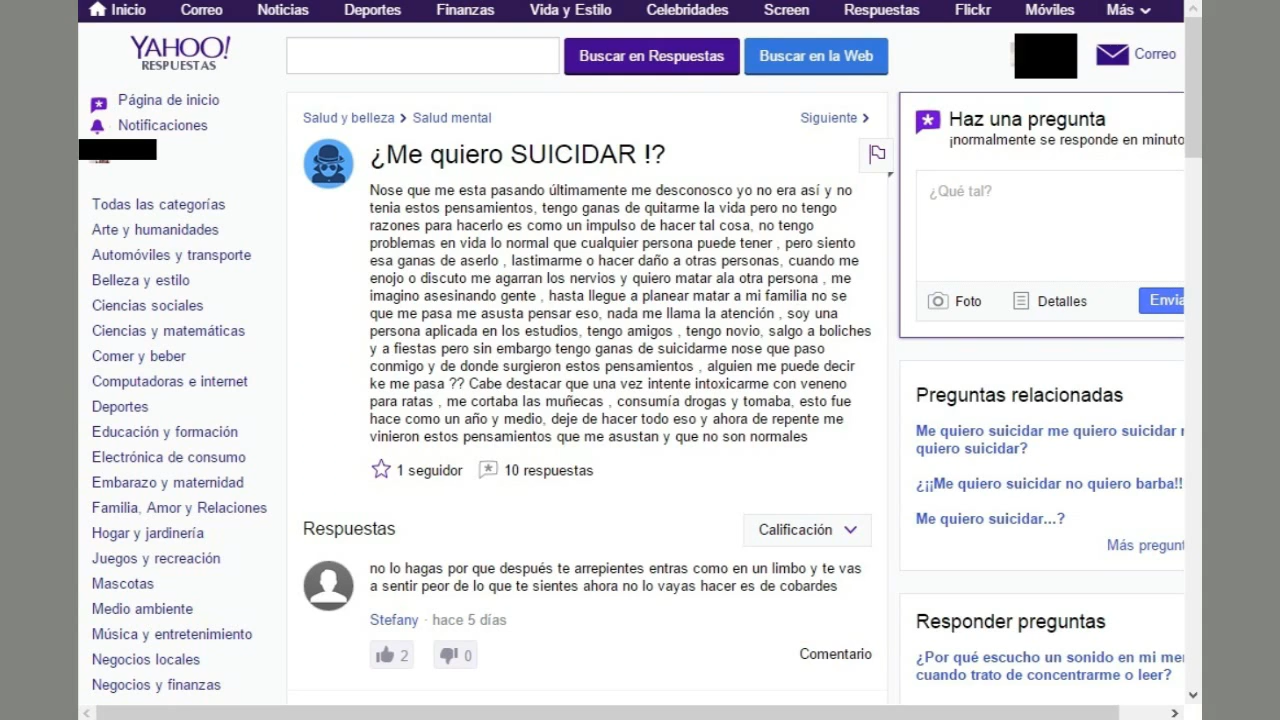 Inicio Correo Noticias Deportes Finanzas Vida y Estilo Celebridades Screen Respuestas Flickr Móviles Más
YAHOO!
RESPUESTAS
Buscar en Respuestas
Buscar en la Web
Correo
Página de inicio
Notificaciones
Todas las categorías
Arte y humanidades
Automóviles y transporte
Belleza y estilo
Ciencias sociales
Ciencias y matemáticas
Comer y beber
Computadoras e internet
Deportes
Educación y formación
Electrónica de consumo
Embarazo y maternidad
Familia, Amor y Relaciones
Hogar y jardinería
Juegos y recreación
Mascotas
Medio ambiente
Música y entretenimiento
Negocios locales
Negocios y finanzas
Salud y belleza > Salud mental
Siguiente >
¿Me quiero SUICIDAR !?
Nose que me esta pasando últimamente me desconosco yo no era así y no
tenia estos pensamientos, tengo ganas de quitarme la vida pero no tengo
razones para hacerlo es como un impulso de hacer tal cosa, no tengo
problemas en vida lo normal que cualquier persona puede tener , pero siento
esa ganas de aserlo , lastimarme o hacer daño a otras personas, cuando me
enojo o discuto me agarran los nervios y quiero matar ala otra persona , me
imagino asesinando gente , hasta llegue a planear matar a mi familia no se
que me pasa me asusta pensar eso, nada me llama la atención , soy una
persona aplicada en los estudios, tengo amigos , tengo novio, salgo a boliches
y a fiestas pero sin embargo tengo ganas de suicidarme nose que paso
conmigo y de donde surgieron estos pensamientos , alguien me puede decir
ke me pasa ?? Cabe destacar que una vez intente intoxicarme con veneno
para ratas , me cortaba las muñecas , consumía drogas y tomaba, esto fue
hace como un año y medio, deje de hacer todo eso y ahora de repente me
vinieron estos pensamientos que me asustan y que no son normales
1 seguidor 10 respuestas
Respuestas
Calificación
no lo hagas por que después te arrepientes entras como en un limbo y te vas
a sentir peor de lo que te sientes ahora no lo vayas hacer es de cobardes
Stefany · hace 5 días
2 0
Comentario
Haz una pregunta
¡normalmente se responde en minuto
¿Qué tal?
Foto Detalles Envia
Preguntas relacionadas
Me quiero suicidar me quiero suicidar
quiero suicidar?
¿¡¡Me quiero suicidar no quiero barba!!
Me quiero suicidar...?
Más pregunt
Responder preguntas
¿Por qué escucho un sonido en mi me
cuando trato de concentrarme o leer?